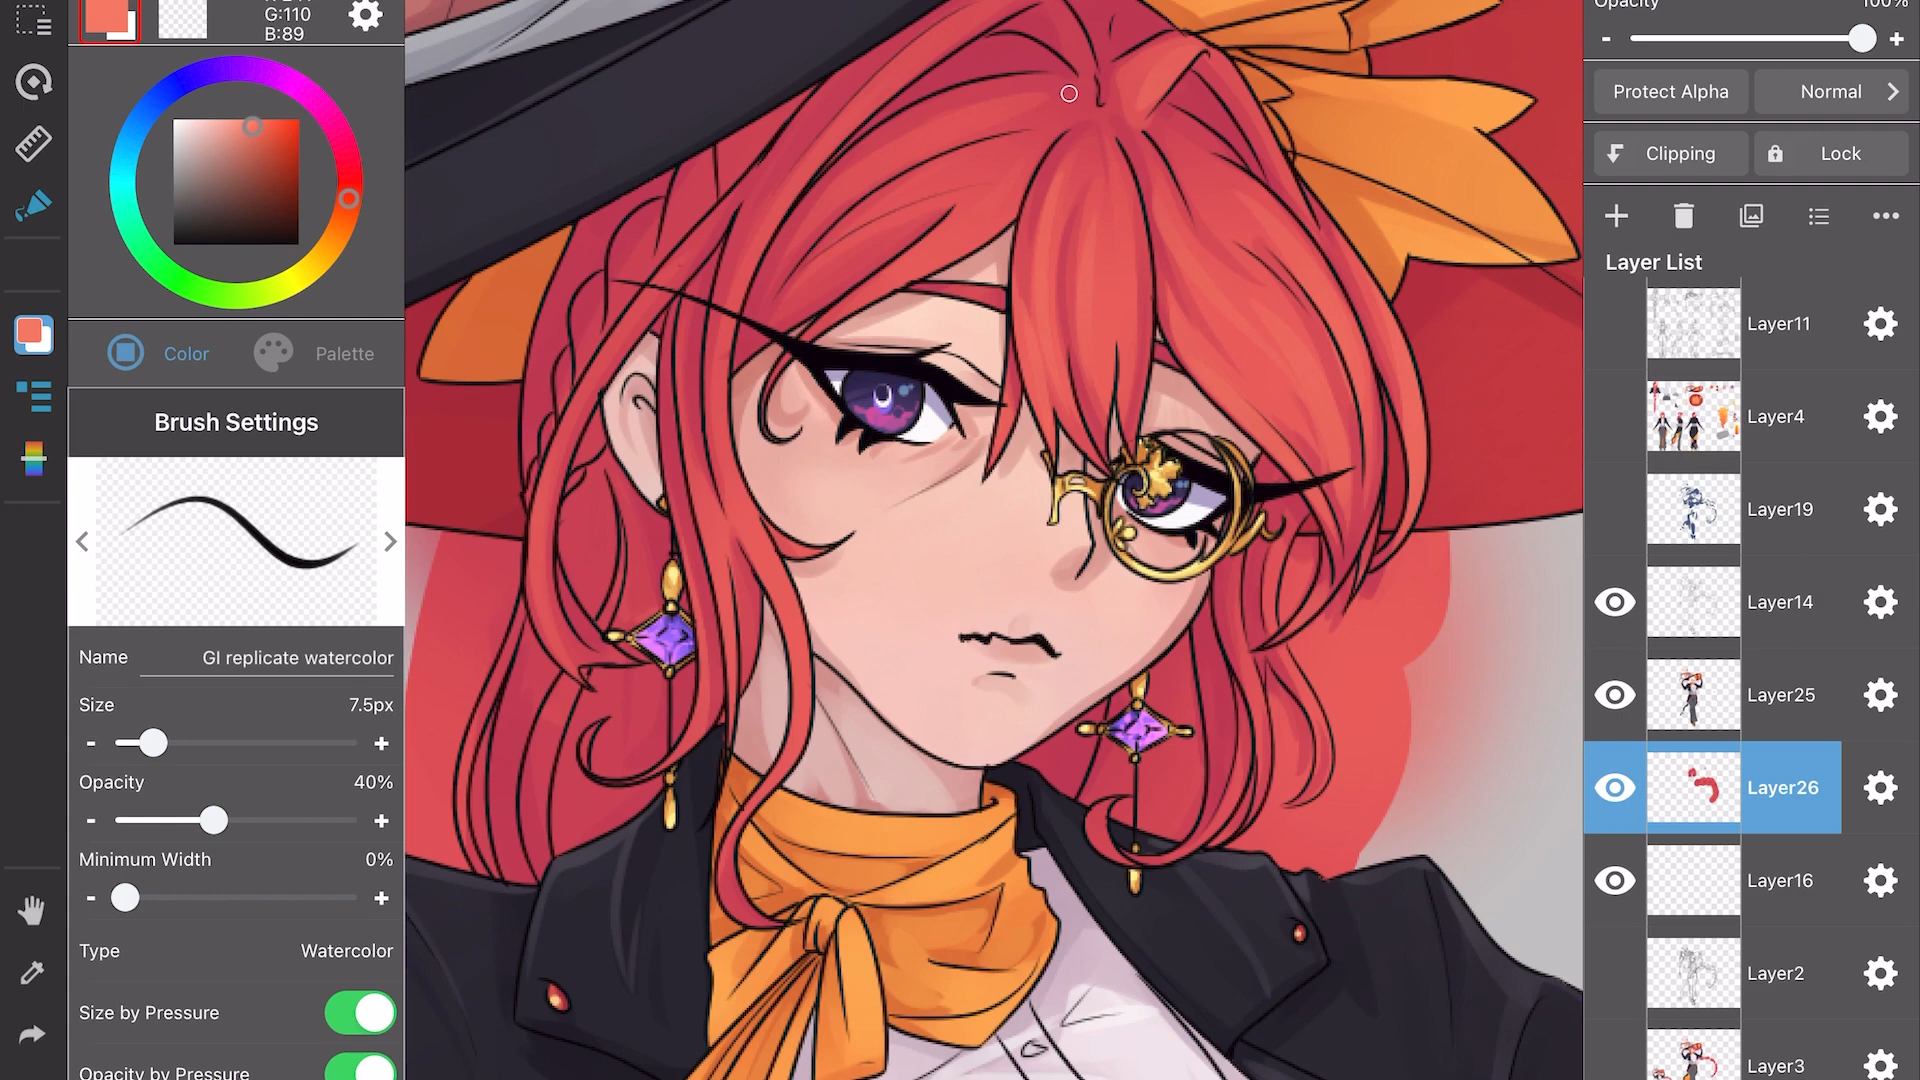 G:110
B:89
Color
Palette
Brush Settings
Name GI replicate watercolor
Size 7.5px
- +
Opacity 40%
- +
Minimum Width 0%
- +
Type Watercolor
Size by Pressure
Opacity by Pressure
Opacity 100%
- +
Protect Alpha
Normal
Clipping
Lock
Layer List
Layer11
Layer4
Layer19
Layer14
Layer25
Layer26
Layer16
Layer2
Layer3